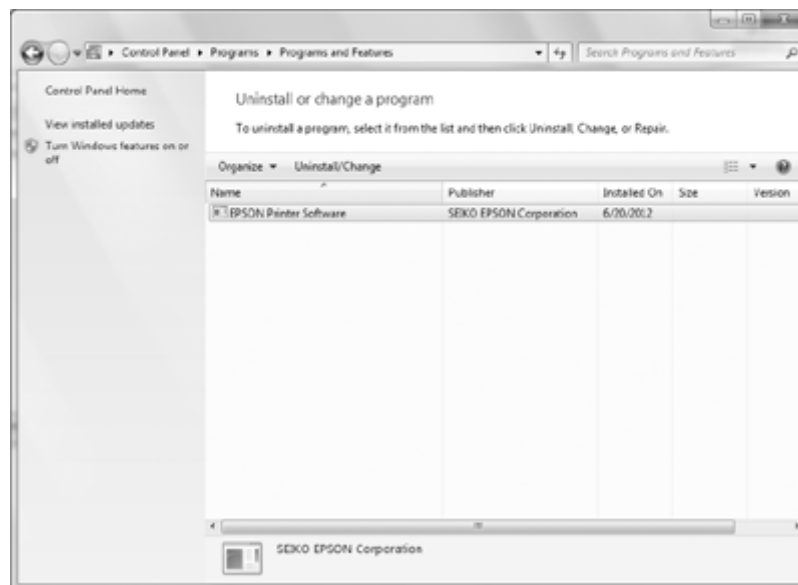 Control Panel ▸ Programs ▸ Programs and Features
Search Programs and Features
Control Panel Home
View installed updates
Turn Windows features on or
off
Uninstall or change a program
To uninstall a program, select it from the list and then click Uninstall, Change, or Repair.
Organize Uninstall/Change
Name Publisher Installed On Size Version
EPSON Printer Software SEIKO EPSON Corporation 6/20/2012
SEIKO EPSON Corporation